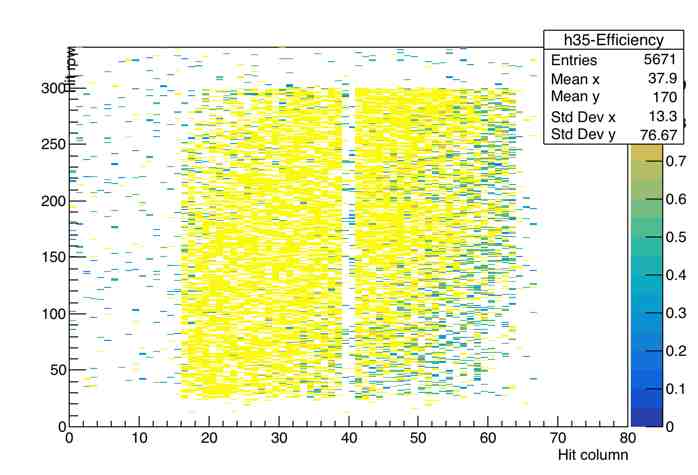 h35-Efficiency
Entries 5671
Mean x 37.9
Mean y 170
Std Dev x 13.3
Std Dev y 76.67
row
300
250
200
150
100
50
0
0 10 20 30 40 50 60 70 80
Hit column
0.7
0.6
0.5
0.4
0.3
0.2
0.1
0